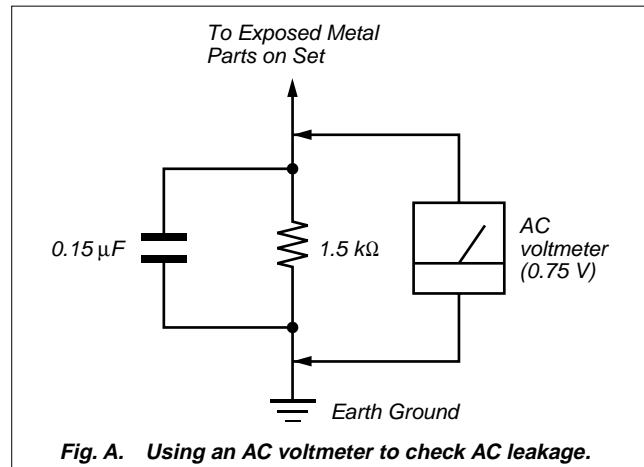 To Exposed Metal
Parts on Set
0.15 μF
1.5 kΩ
AC
voltmeter
(0.75 V)
Earth Ground
Fig. A. Using an AC voltmeter to check AC leakage.